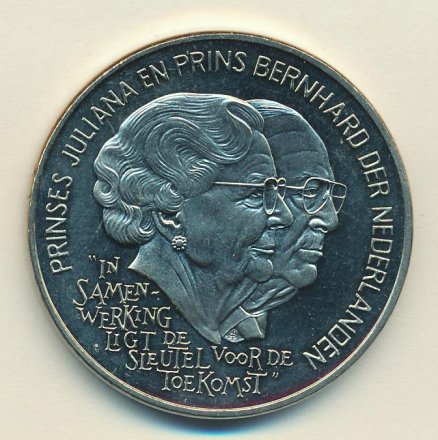 PRINSES JULIANA EN PRINS BERNHARD DER NEDERLANDEN
"IN
SAMEN-
WERKING
LIGT DE
SLEUTEL VOOR DE
TOEKOMST"